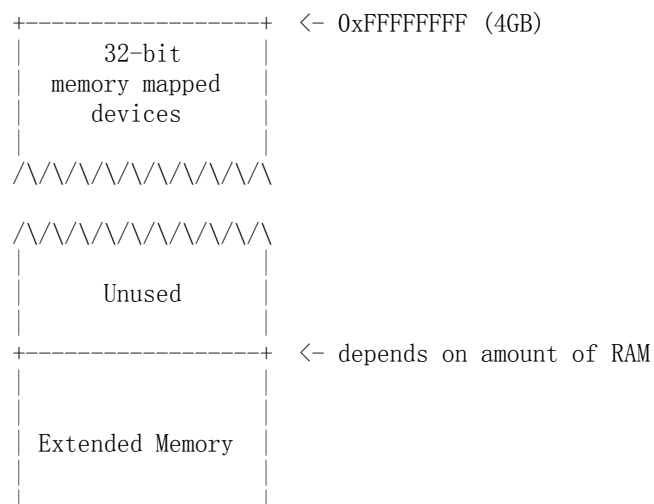 +------------------+  <- 0xFFFFFFFF (4GB)
|      32-bit      |
|  memory mapped   |
|     devices      |
|                  |
/\/\/\/\/\/\/\/\/\/\
/\/\/\/\/\/\/\/\/\/\
|                  |
|      Unused      |
|                  |
+------------------+  <- depends on amount of RAM
|                  |
|                  |
| Extended Memory  |
|                  |
|                  |